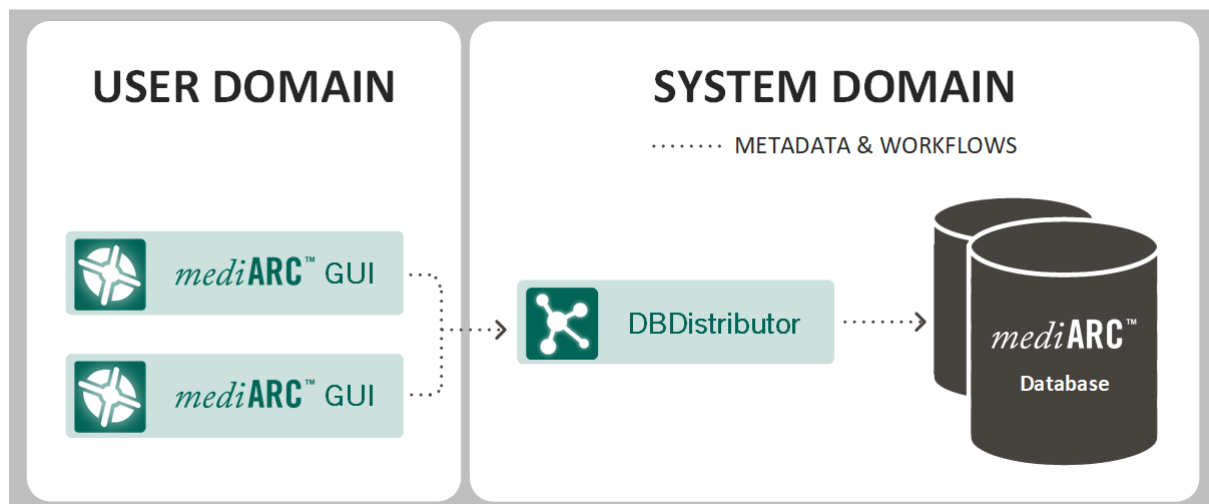 USER DOMAIN
SYSTEM DOMAIN
METADATA & WORKFLOWS
mediARC™ GUI
mediARC™ GUI
DBDistributor
mediARC™
Database